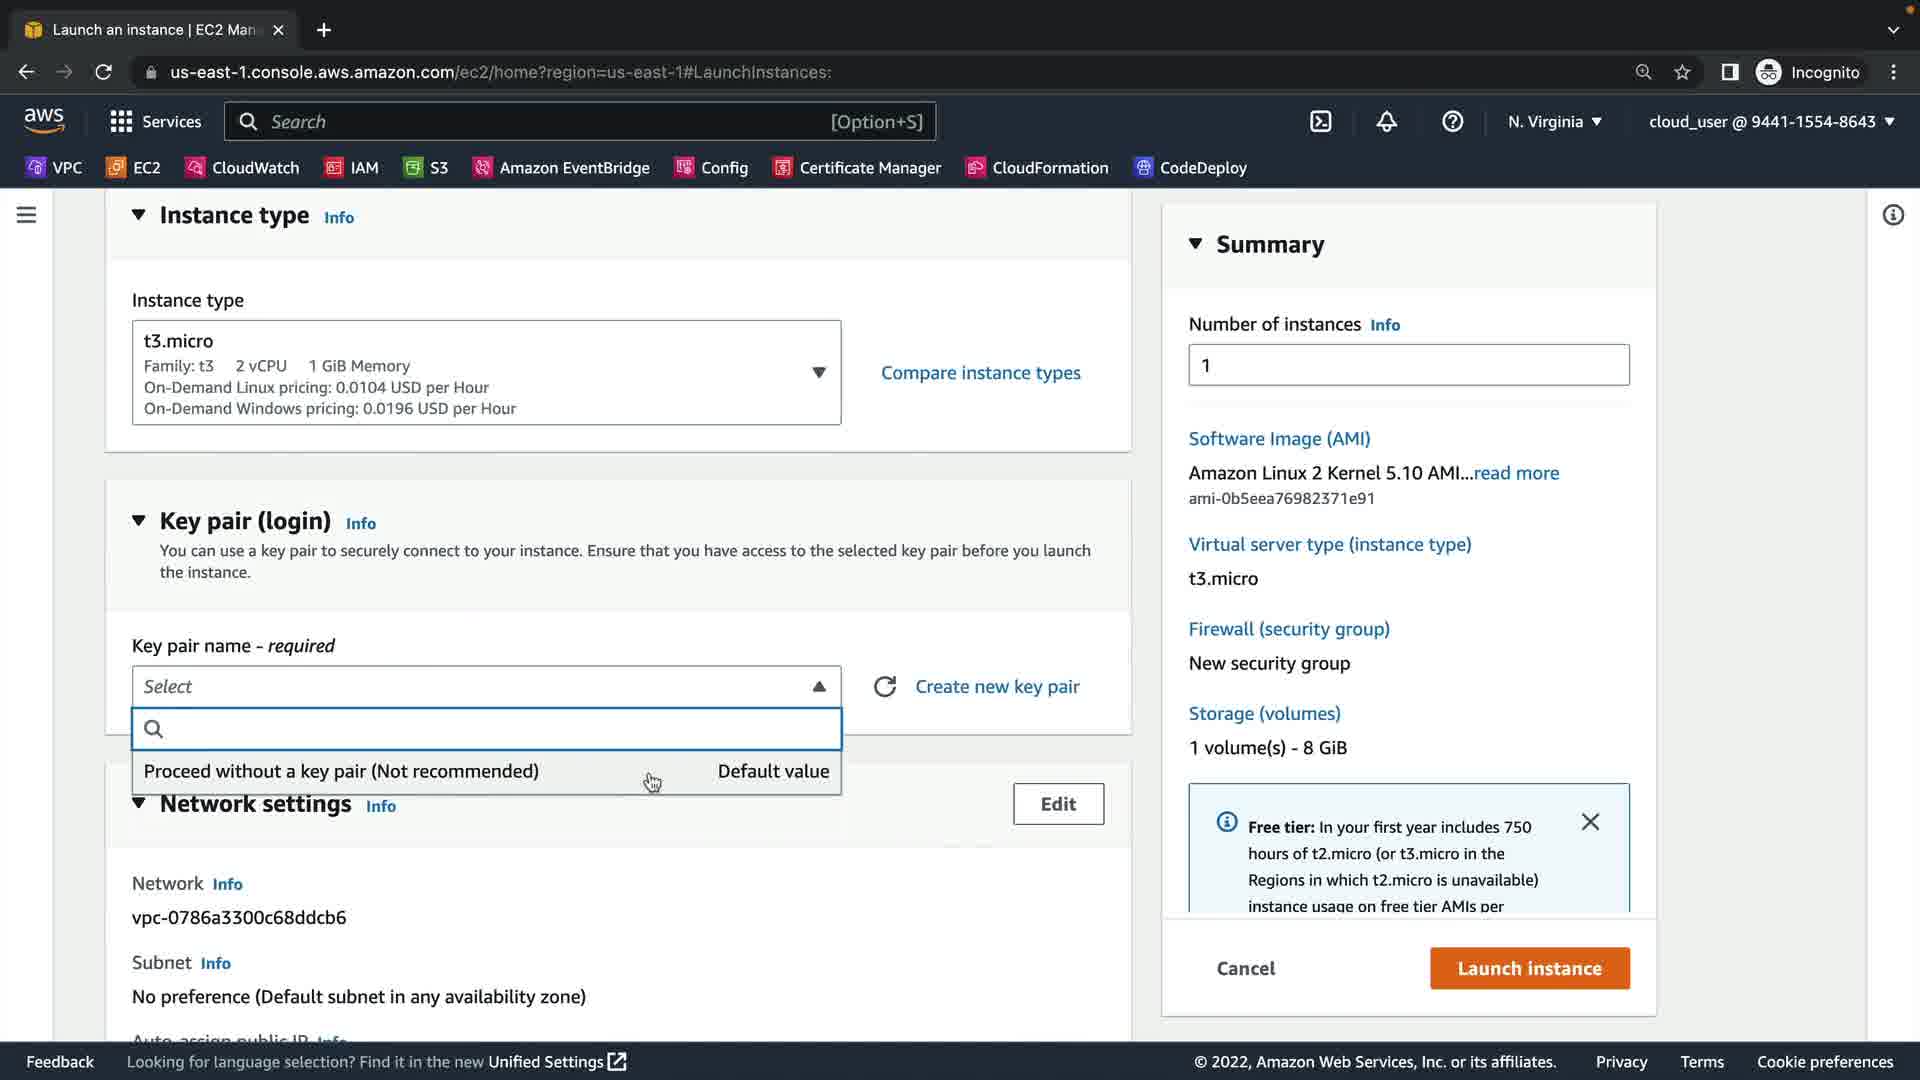 Launch an instance | EC2 Man
us-east-1.console.aws.amazon.com/ec2/home?region=us-east-1#LaunchInstances:
Incognito
aws
Services
Search
[Option+S]
N. Virginia
cloud_user @ 9441-1554-8643
VPC
EC2
CloudWatch
IAM
S3
Amazon EventBridge
Config
Certificate Manager
CloudFormation
CodeDeploy
Instance type Info
Instance type
t3.micro
Family: t3 2 vCPU 1 GiB Memory
On-Demand Linux pricing: 0.0104 USD per Hour
On-Demand Windows pricing: 0.0196 USD per Hour
Compare instance types
Key pair (login) Info
You can use a key pair to securely connect to your instance. Ensure that you have access to the selected key pair before you launch
the instance.
Key pair name - required
Select
Create new key pair
Proceed without a key pair (Not recommended) Default value
Network settings Info
Edit
Network Info
vpc-0786a3300c68ddcb6
Subnet Info
No preference (Default subnet in any availability zone)
Auto-assign public IP Info
Summary
Number of instances Info
1
Software Image (AMI)
Amazon Linux 2 Kernel 5.10 AMI...read more
ami-0b5eea76982371e91
Virtual server type (instance type)
t3.micro
Firewall (security group)
New security group
Storage (volumes)
1 volume(s) - 8 GiB
Free tier: In your first year includes 750
hours of t2.micro (or t3.micro in the
Regions in which t2.micro is unavailable)
instance usage on free tier AMIs per
Cancel
Launch instance
Feedback
Looking for language selection? Find it in the new Unified Settings
© 2022, Amazon Web Services, Inc. or its affiliates.
Privacy
Terms
Cookie preferences